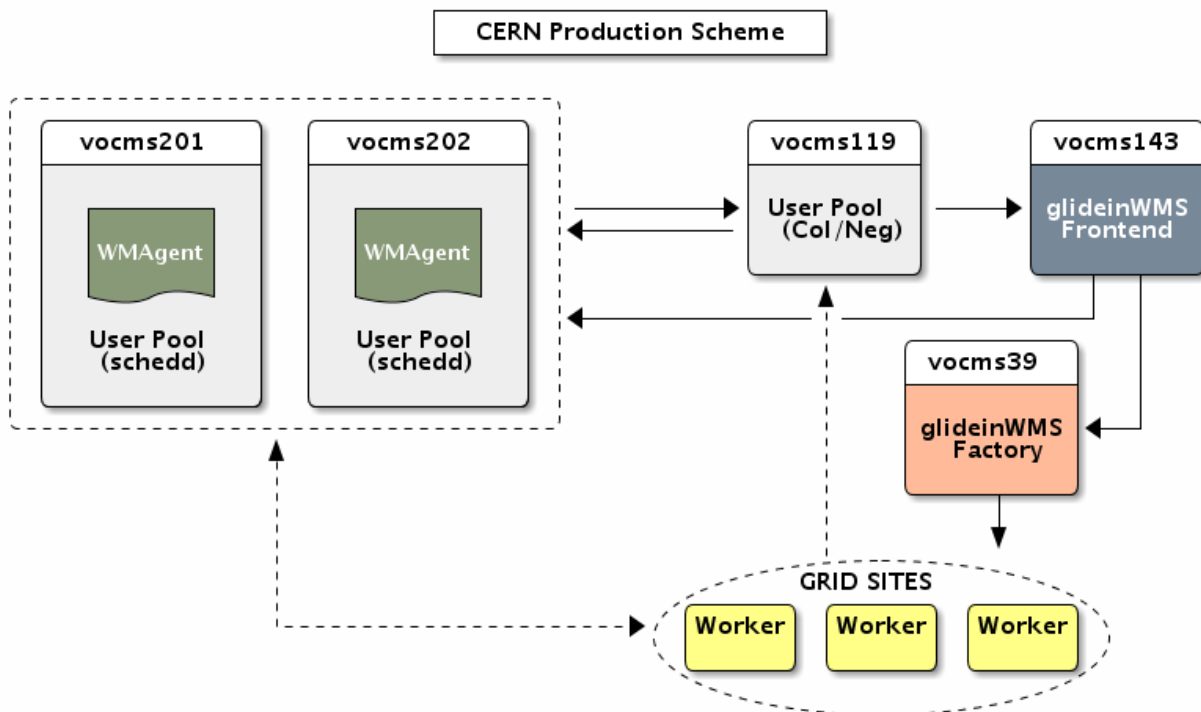 CERN Production Scheme
vocms201
WMAgent
User Pool
(schedd)
vocms202
WMAgent
User Pool
(schedd)
vocms119
User Pool
(Col/Neg)
vocms143
glideinWMS
Frontend
vocms39
glideinWMS
Factory
GRID SITES
Worker
Worker
Worker